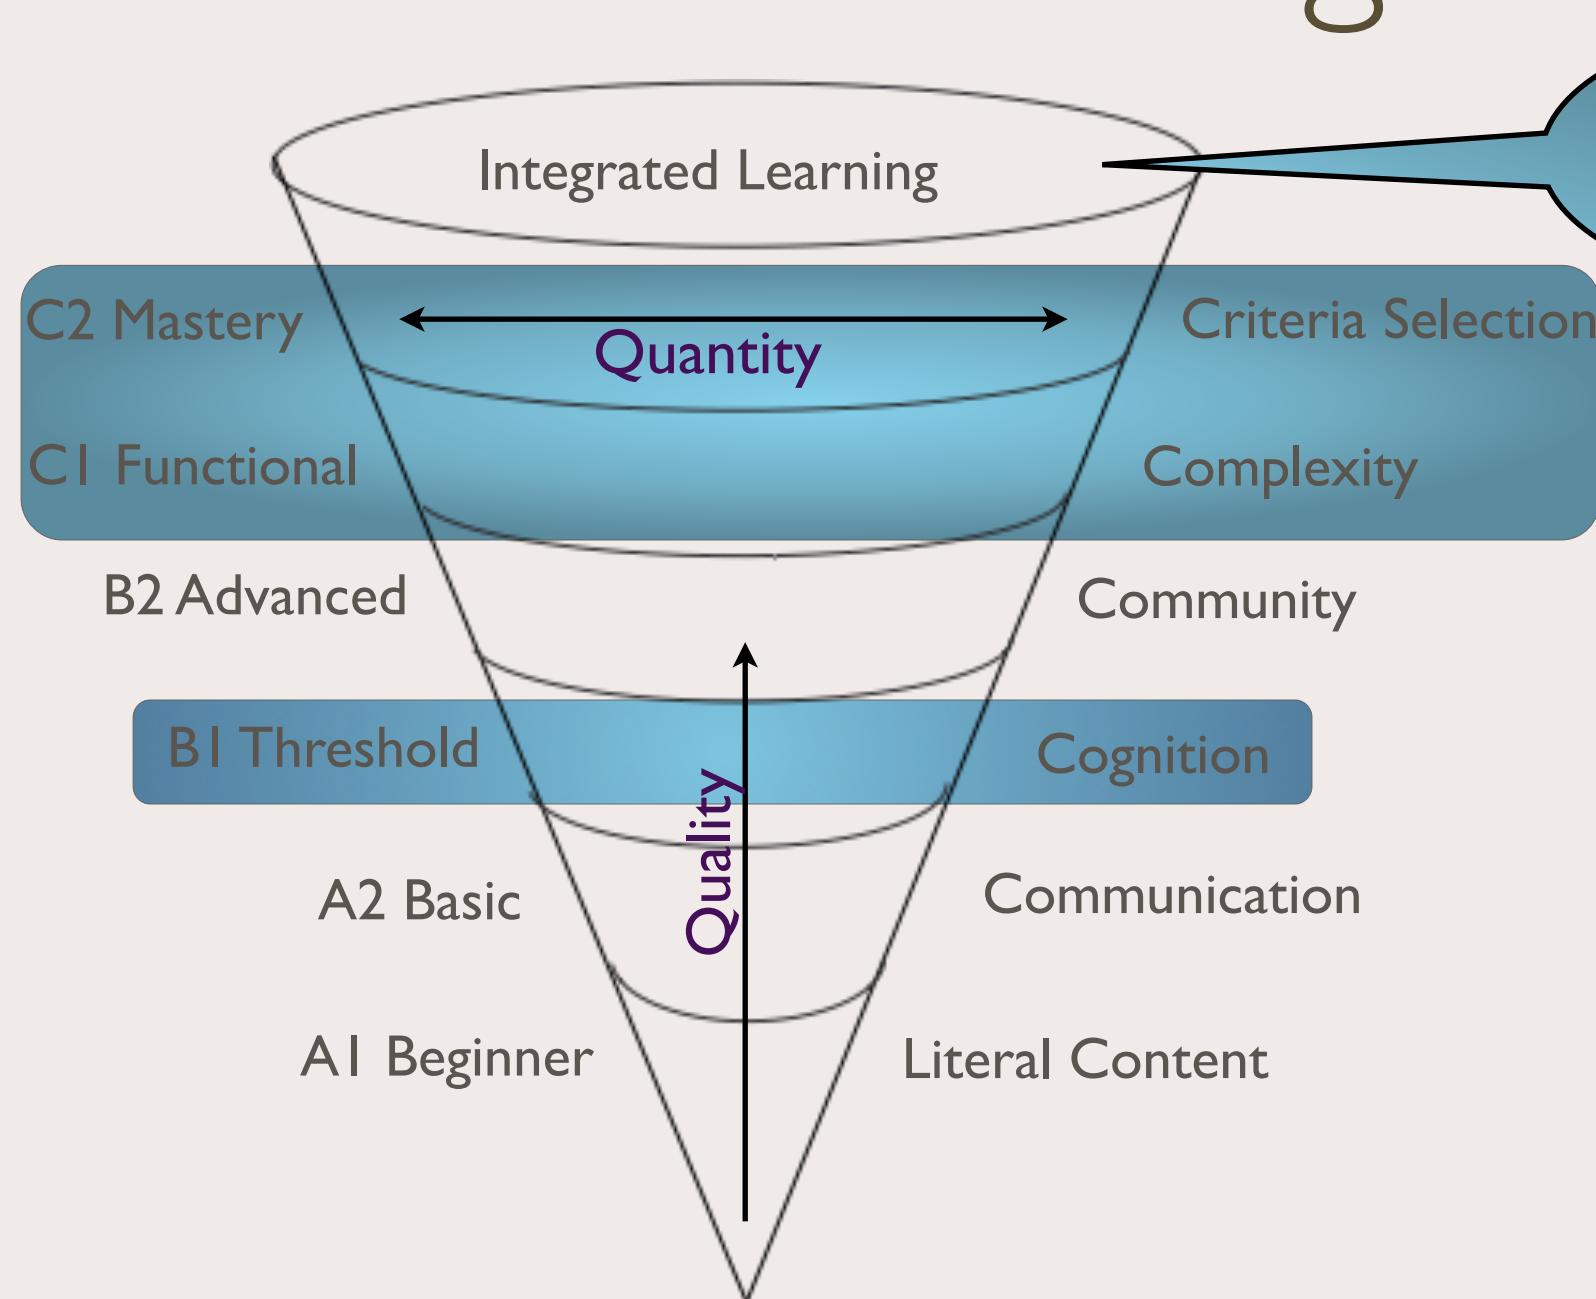 g
Integrated Learning
C2 Mastery
Quantity
Criteria Selection
C1 Functional
Complexity
B2 Advanced
Community
B1 Threshold
Cognition
Quality
A2 Basic
Communication
A1 Beginner
Literal Content